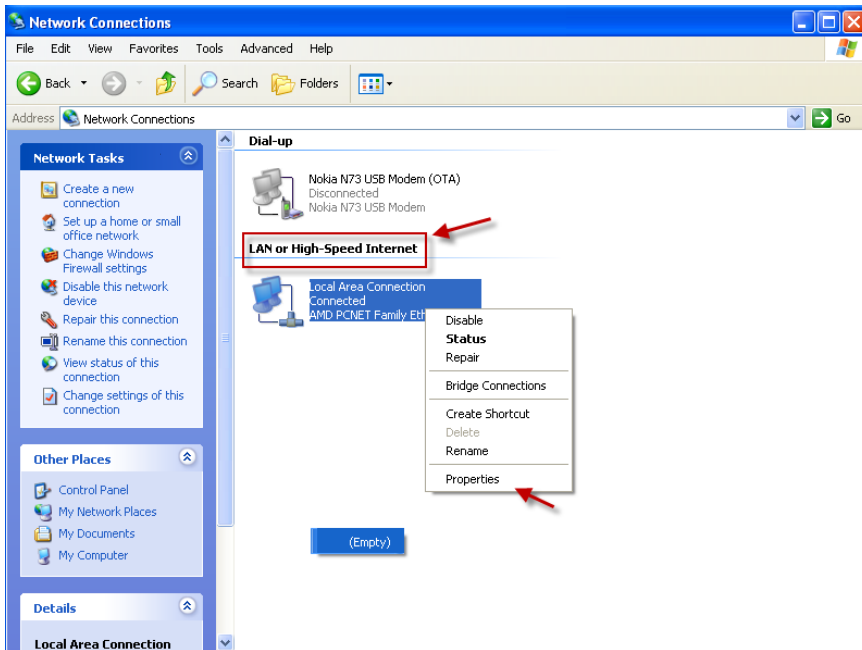 Network Connections
File Edit View Favorites Tools Advanced Help
Back Search Folders
Address Network Connections Go
Network Tasks
Create a new
connection
Set up a home or small
office network
Change Windows
Firewall settings
Disable this network
device
Repair this connection
Rename this connection
View status of this
connection
Change settings of this
connection
Other Places
Control Panel
My Network Places
My Documents
My Computer
Details
Local Area Connection
Dial-up
Nokia N73 USB Modem (OTA)
Disconnected
Nokia N73 USB Modem
LAN or High-Speed Internet
Local Area Connection
Connected
AMD PCNET Family Eth
Disable
Status
Repair
Bridge Connections
Create Shortcut
Delete
Rename
Properties
(Empty)